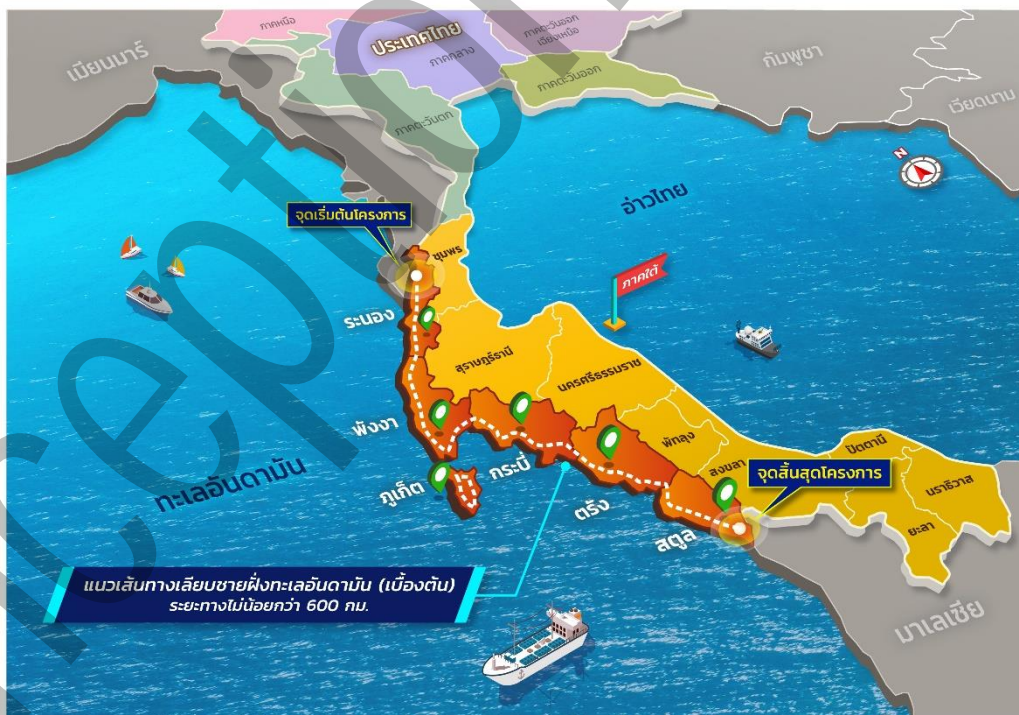 ภาคเหนือ
ประเทศไทย
ภาคตะวันออก
เฉียงเหนือ
ภาคกลาง
เมียนมาร์
กัมพูชา
ภาคตะวันออก
เวียดนาม
ภาคตะวันตก
N
อ่าวไทย
จุดเริ่มต้นโครงการ
ชุมพร
ภาคใต้
ระนอง
สุราษฎร์ธานี
นครศรีธรรมราช
พังงา
พัทลุง
ปัตตานี
กระบี่
สงขลา
จุดสิ้นสุดโครงการ
ทะเลอันดามัน
ภูเก็ต
นราธิวาส
ตรัง
ยะลา
สตูล
แนวเส้นทางเลียบชายฝั่งทะเลอันดามัน (เบื้องต้น)
ระยะทางไม่น้อยกว่า 600 กม.
มาเลเซีย